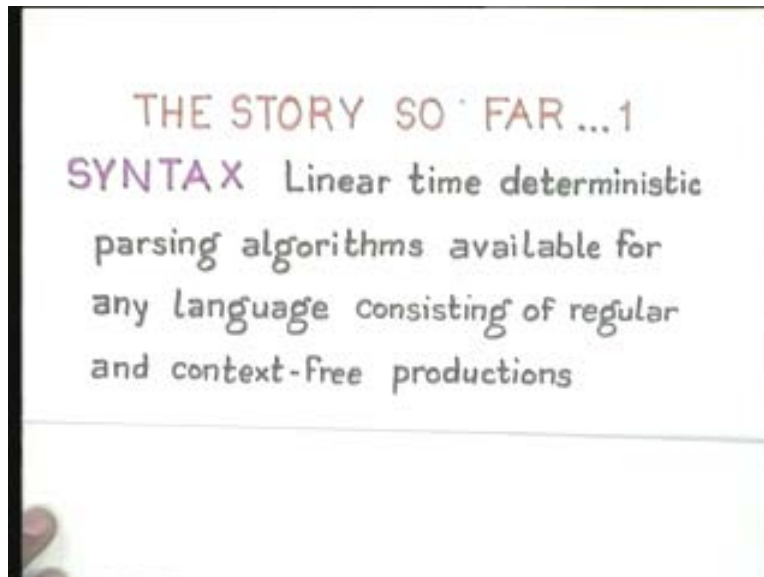 THE STORY SO FAR...1
SYNTAX Linear time deterministic
parsing algorithms available for
any language consisting of regular
and context-free productions